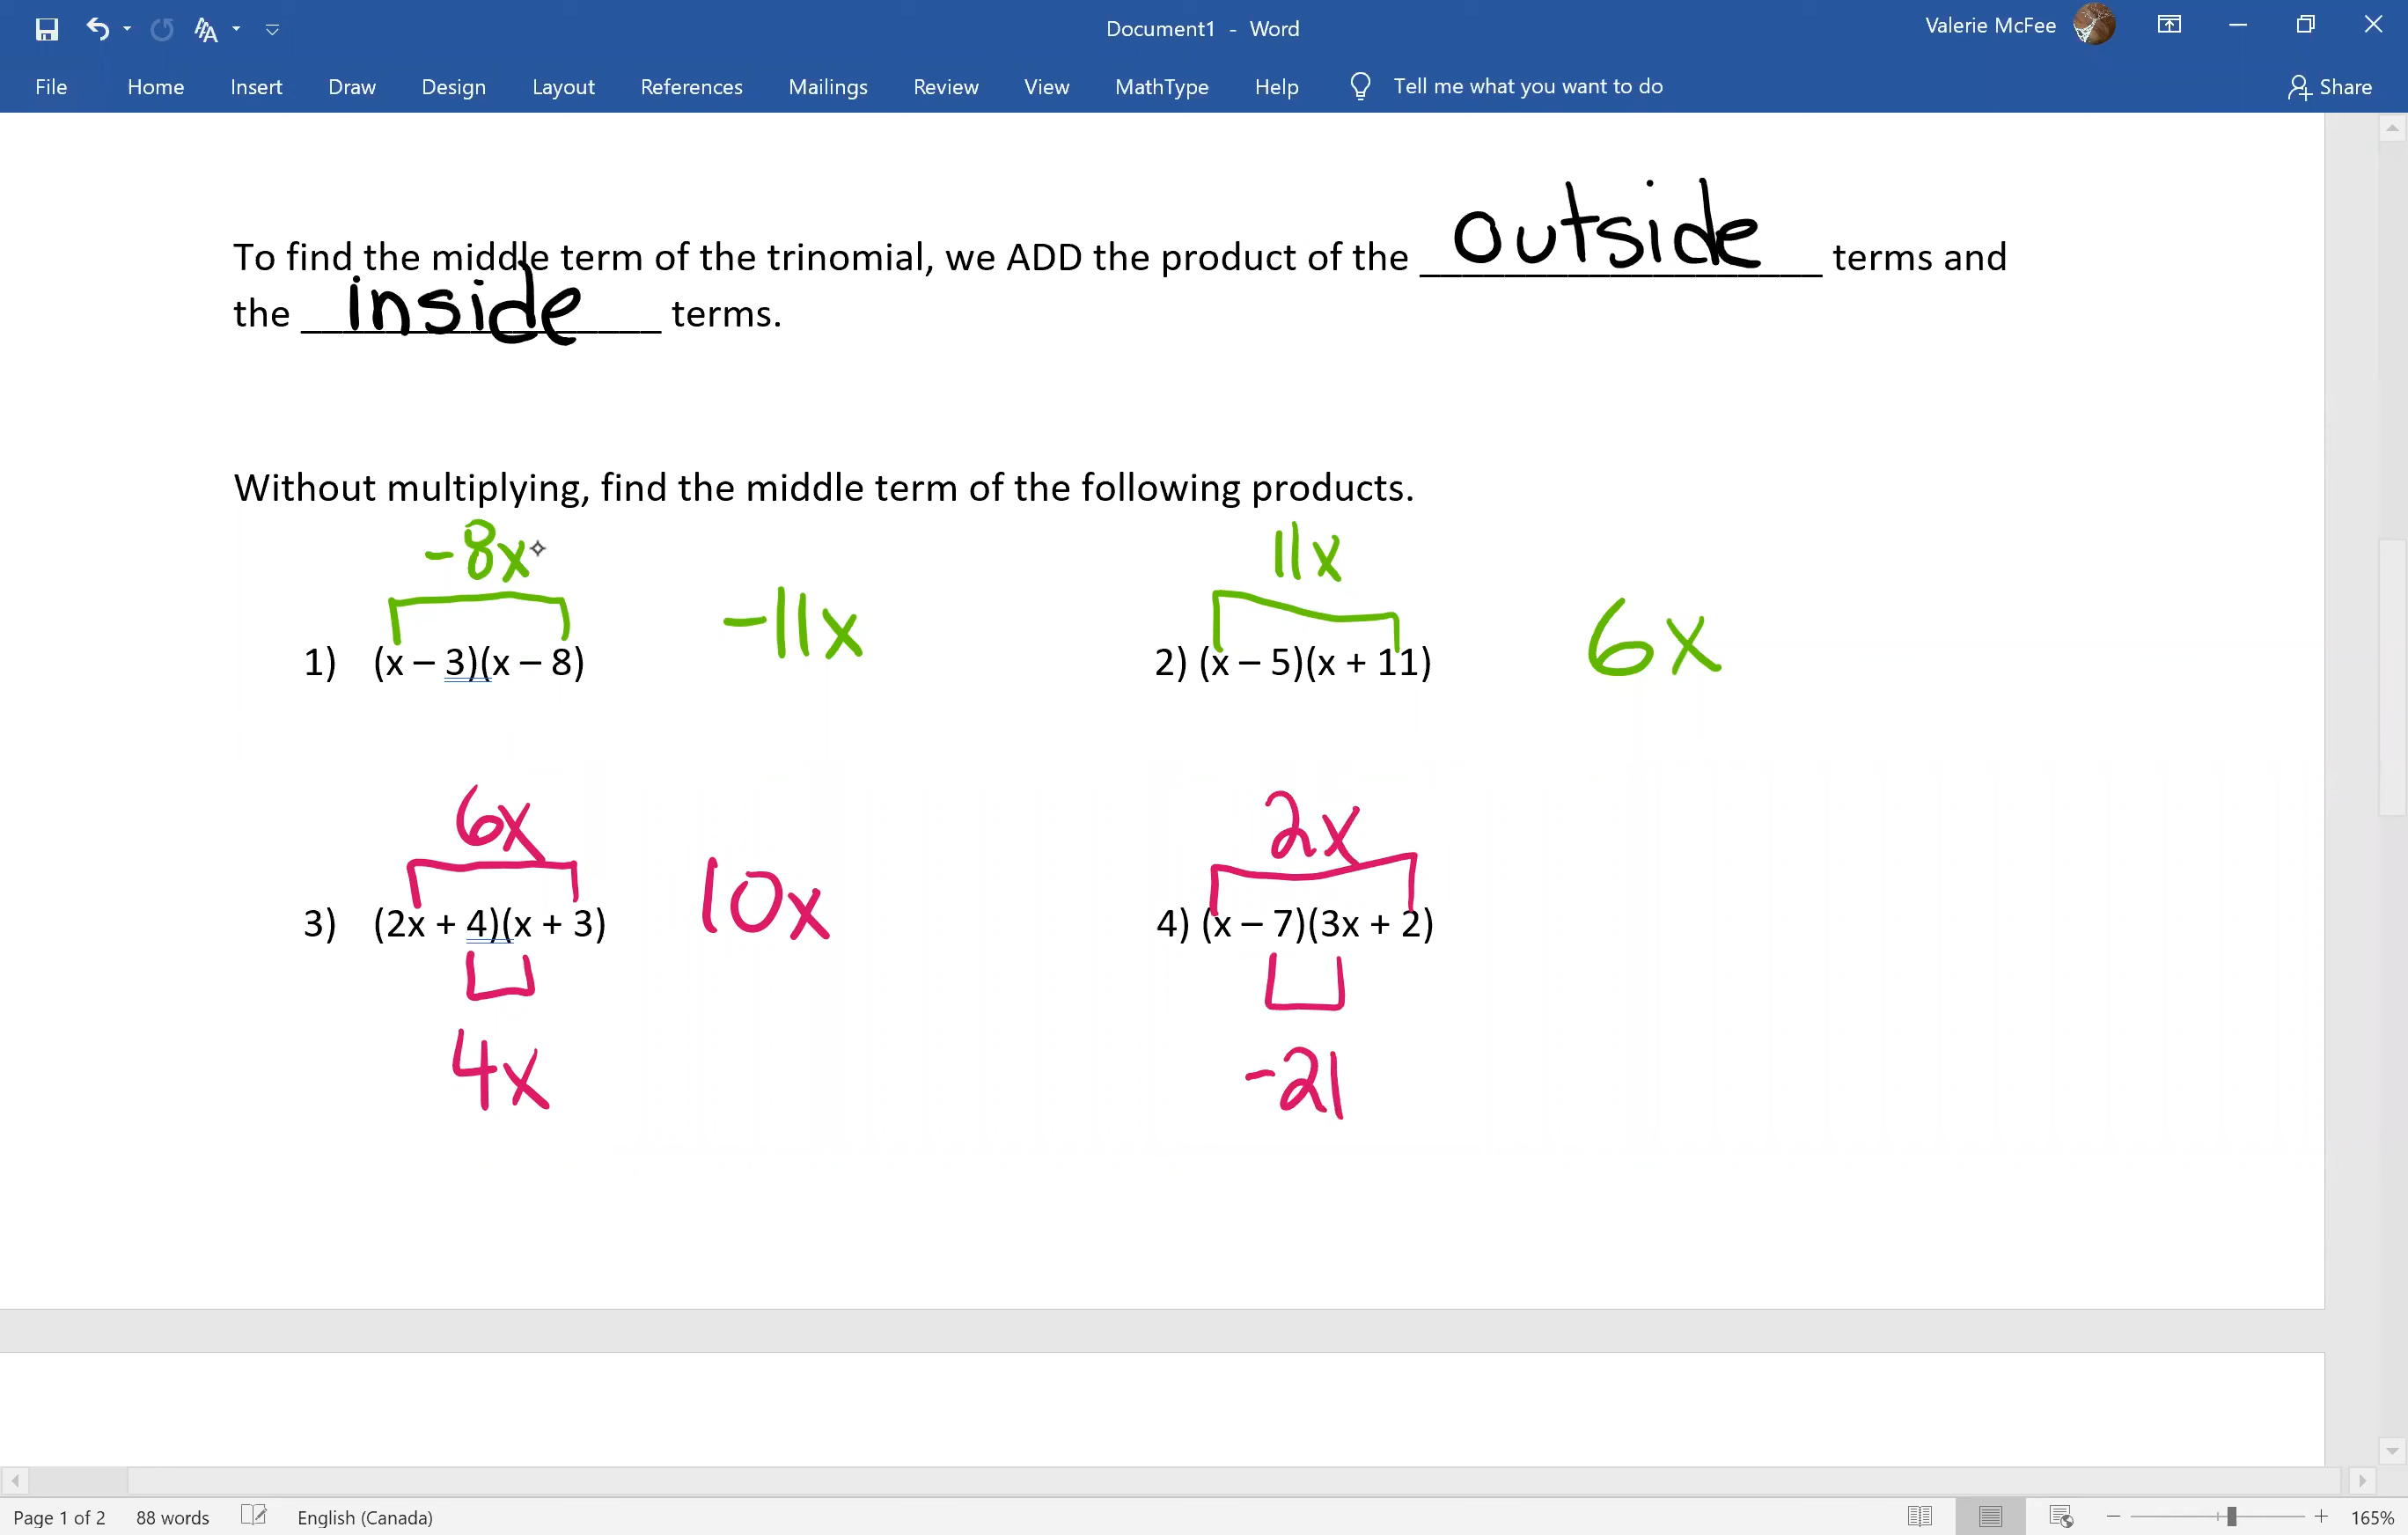 Document1 - Word
Valerie McFee
File Home Insert Draw Design Layout References Mailings Review View MathType Help Tell me what you want to do Share
To find the middle term of the trinomial, we ADD the product of the outside terms and
the inside terms.
Without multiplying, find the middle term of the following products.
-8x
11x
1) (x – 3)(x – 8) -11x
2) (x – 5)(x + 11) 6x
6x
2x
3) (2x + 4)(x + 3) 10x
4) (x – 7)(3x + 2)
4x
-21
Page 1 of 2 88 words English (Canada) 165%